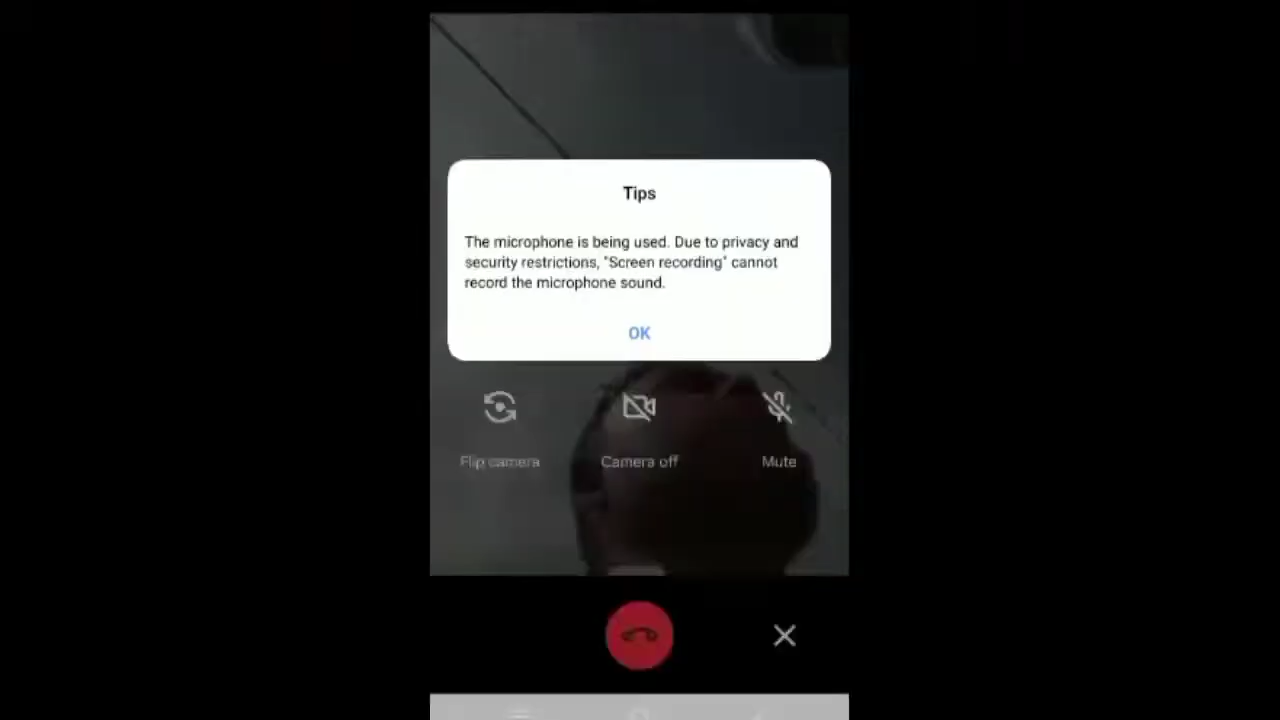 Tips
The microphone is being used. Due to privacy and
security restrictions, "Screen recording" cannot
record the microphone sound.
OK
Flip camera
Camera off
Mute